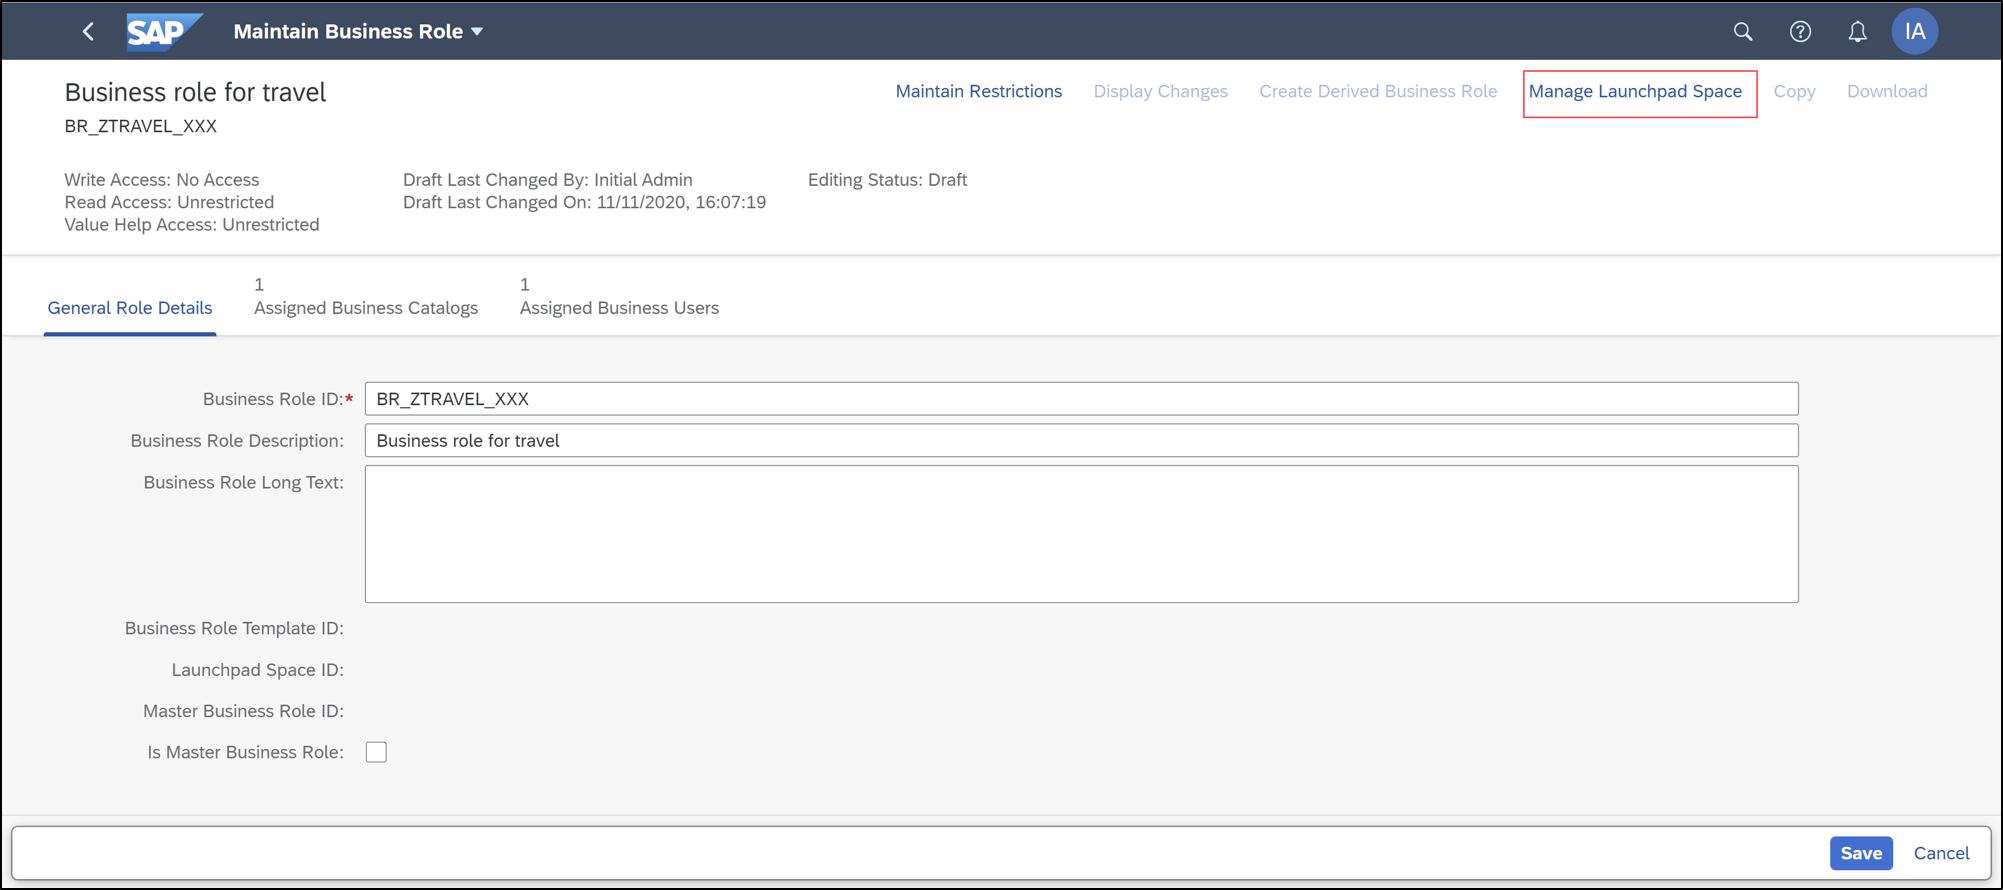 SAP Maintain Business Role IA
Business role for travel
BR_ZTRAVEL_XXX
Maintain Restrictions Display Changes Create Derived Business Role Manage Launchpad Space Copy Download
Write Access: No Access
Read Access: Unrestricted
Value Help Access: Unrestricted
Draft Last Changed By: Initial Admin
Draft Last Changed On: 11/11/2020, 16:07:19
Editing Status: Draft
General Role Details
1
Assigned Business Catalogs
1
Assigned Business Users
Business Role ID:* BR_ZTRAVEL_XXX
Business Role Description: Business role for travel
Business Role Long Text:
Business Role Template ID:
Launchpad Space ID:
Master Business Role ID:
Is Master Business Role:
Save Cancel